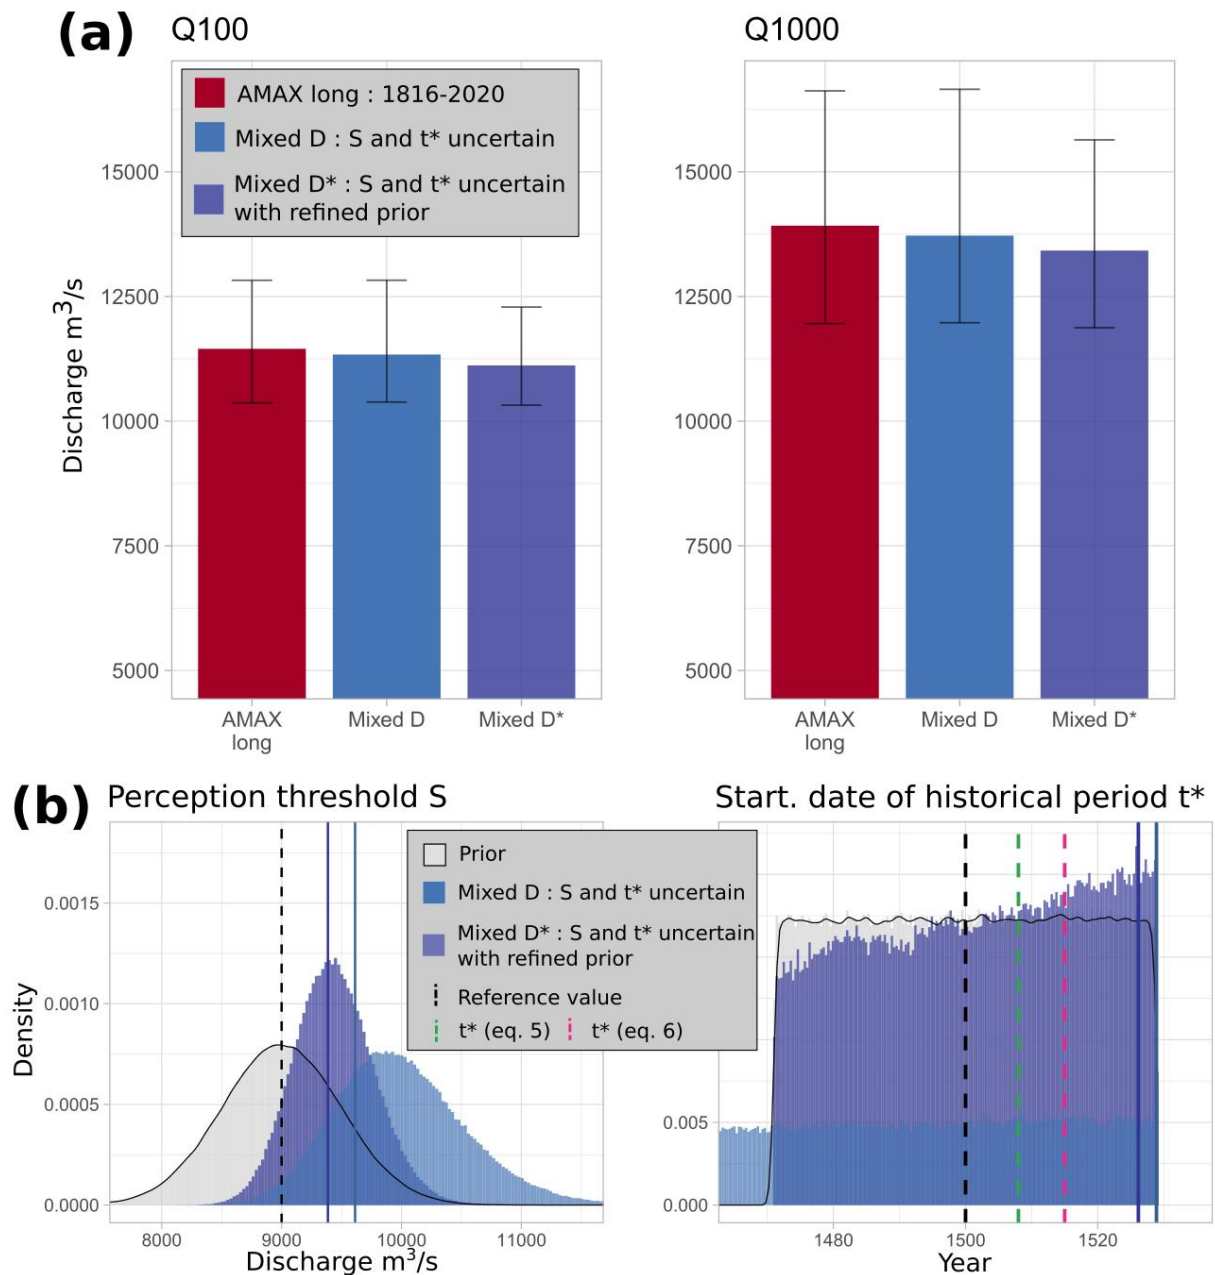 (a) Q100 Q1000
AMAX long : 1816-2020
Mixed D : S and t* uncertain
Mixed D* : S and t* uncertain
with refined prior
Discharge m³/s
15000
12500
10000
7500
5000
15000
12500
10000
7500
5000
AMAX
long
Mixed D
Mixed D*
AMAX
long
Mixed D
Mixed D*
(b) Perception threshold S
Start. date of historical period t*
Prior
Mixed D : S and t* uncertain
Mixed D* : S and t* uncertain
with refined prior
Reference value
t* (eq. 5) t* (eq. 6)
Density
0.0015
0.0010
0.0005
0.0000
8000 9000 10000 11000
Discharge m³/s
0.005
0.000
1480 1500 1520
Year